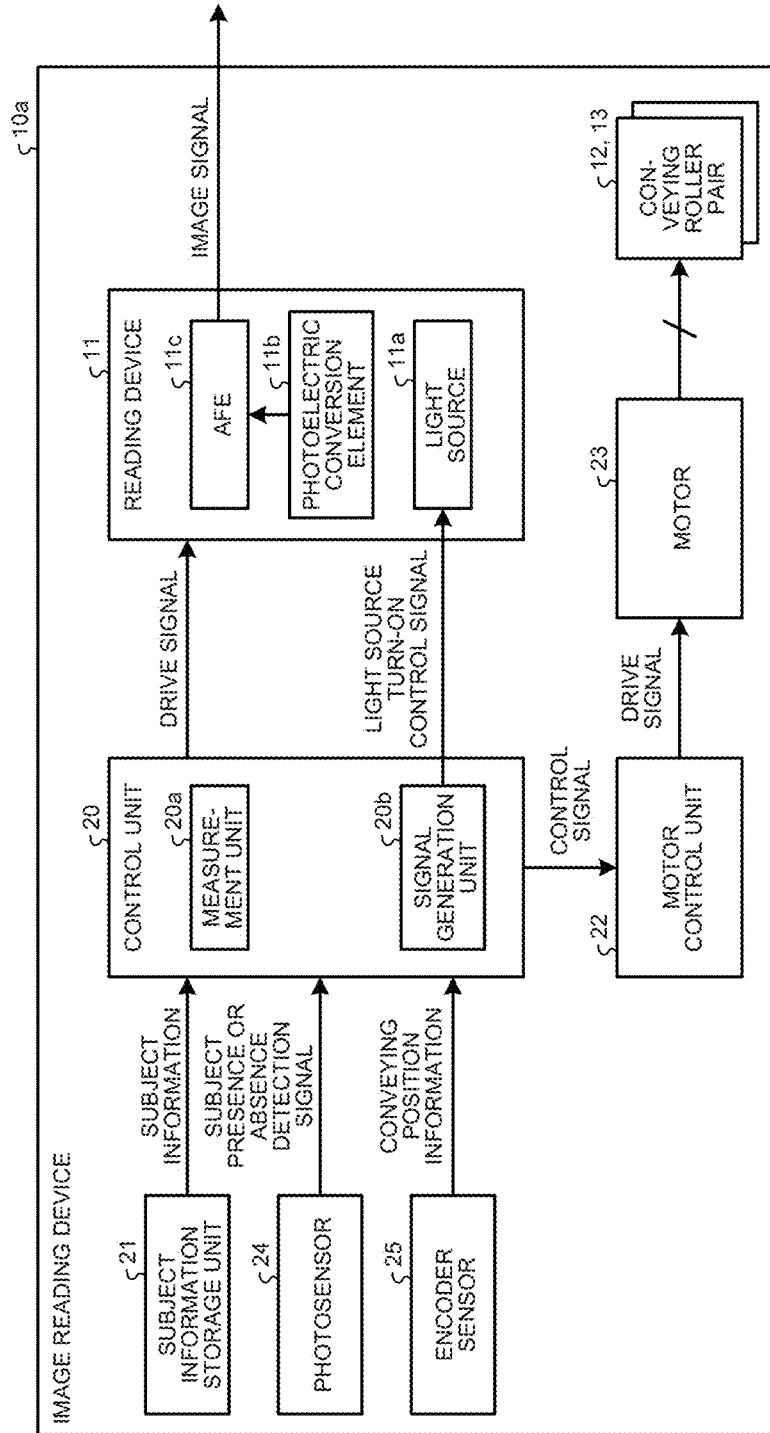 IMAGE READING DEVICE
10a
21
SUBJECT
INFORMATION
STORAGE UNIT
SUBJECT
INFORMATION
24
PHOTOSENSOR
SUBJECT
PRESENCE OR
ABSENCE
DETECTION
SIGNAL
25
ENCODER
SENSOR
CONVEYING
POSITION
INFORMATION
20
CONTROL UNIT
20a
MEASURE-
MENT UNIT
20b
SIGNAL
GENERATION
UNIT
DRIVE SIGNAL
LIGHT SOURCE
TURN-ON
CONTROL SIGNAL
11
READING DEVICE
11c
AFE
11b
PHOTOELECTRIC
CONVERSION
ELEMENT
11a
LIGHT
SOURCE
IMAGE SIGNAL
CONTROL
SIGNAL
22
MOTOR
CONTROL UNIT
DRIVE
SIGNAL
23
MOTOR
12, 13
CON-
VEYING
ROLLER
PAIR